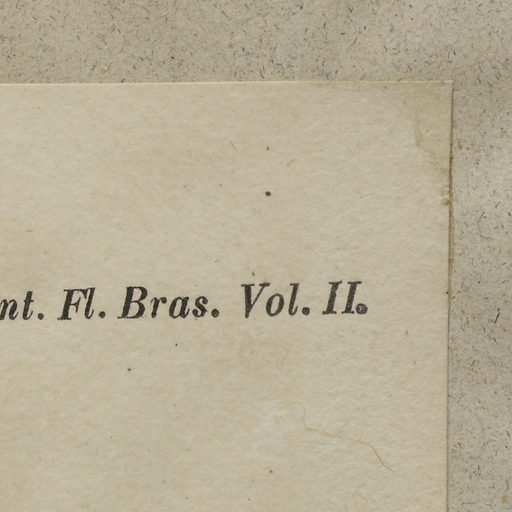 nt. Fl. Bras. Vol. II.